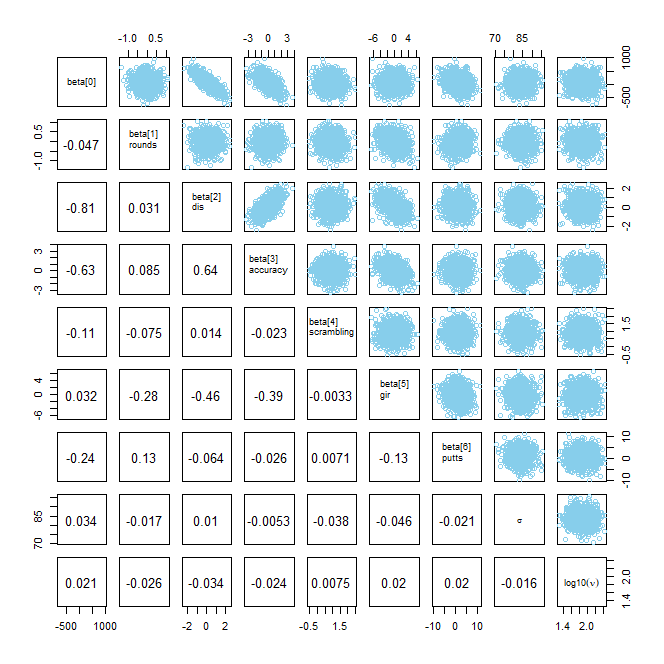 -1.0 0.5 -3 0 3 -6 0 4 70 85
beta[0] -500 1000
-1.0 0.5 -0.047 beta[1]
rounds
-0.81 0.031 beta[2]
dis -2 0 2
-3 0 3 -0.63 0.085 0.64 beta[3]
accuracy
-0.11 -0.075 0.014 -0.023 beta[4]
scrambling -0.5 1.5
-6 0 4 0.032 -0.28 -0.46 -0.39 -0.0033 beta[5]
gir
-0.24 0.13 -0.064 -0.026 0.0071 -0.13 beta[6]
putts -10 0 10
70 85 0.034 -0.017 0.01 -0.0053 -0.038 -0.046 -0.021 σ
0.021 -0.026 -0.034 -0.024 0.0075 0.02 0.02 -0.016 log10(ν) 1.4 2.0
-500 1000 -2 0 2 -0.5 1.5 -10 0 10 1.4 2.0